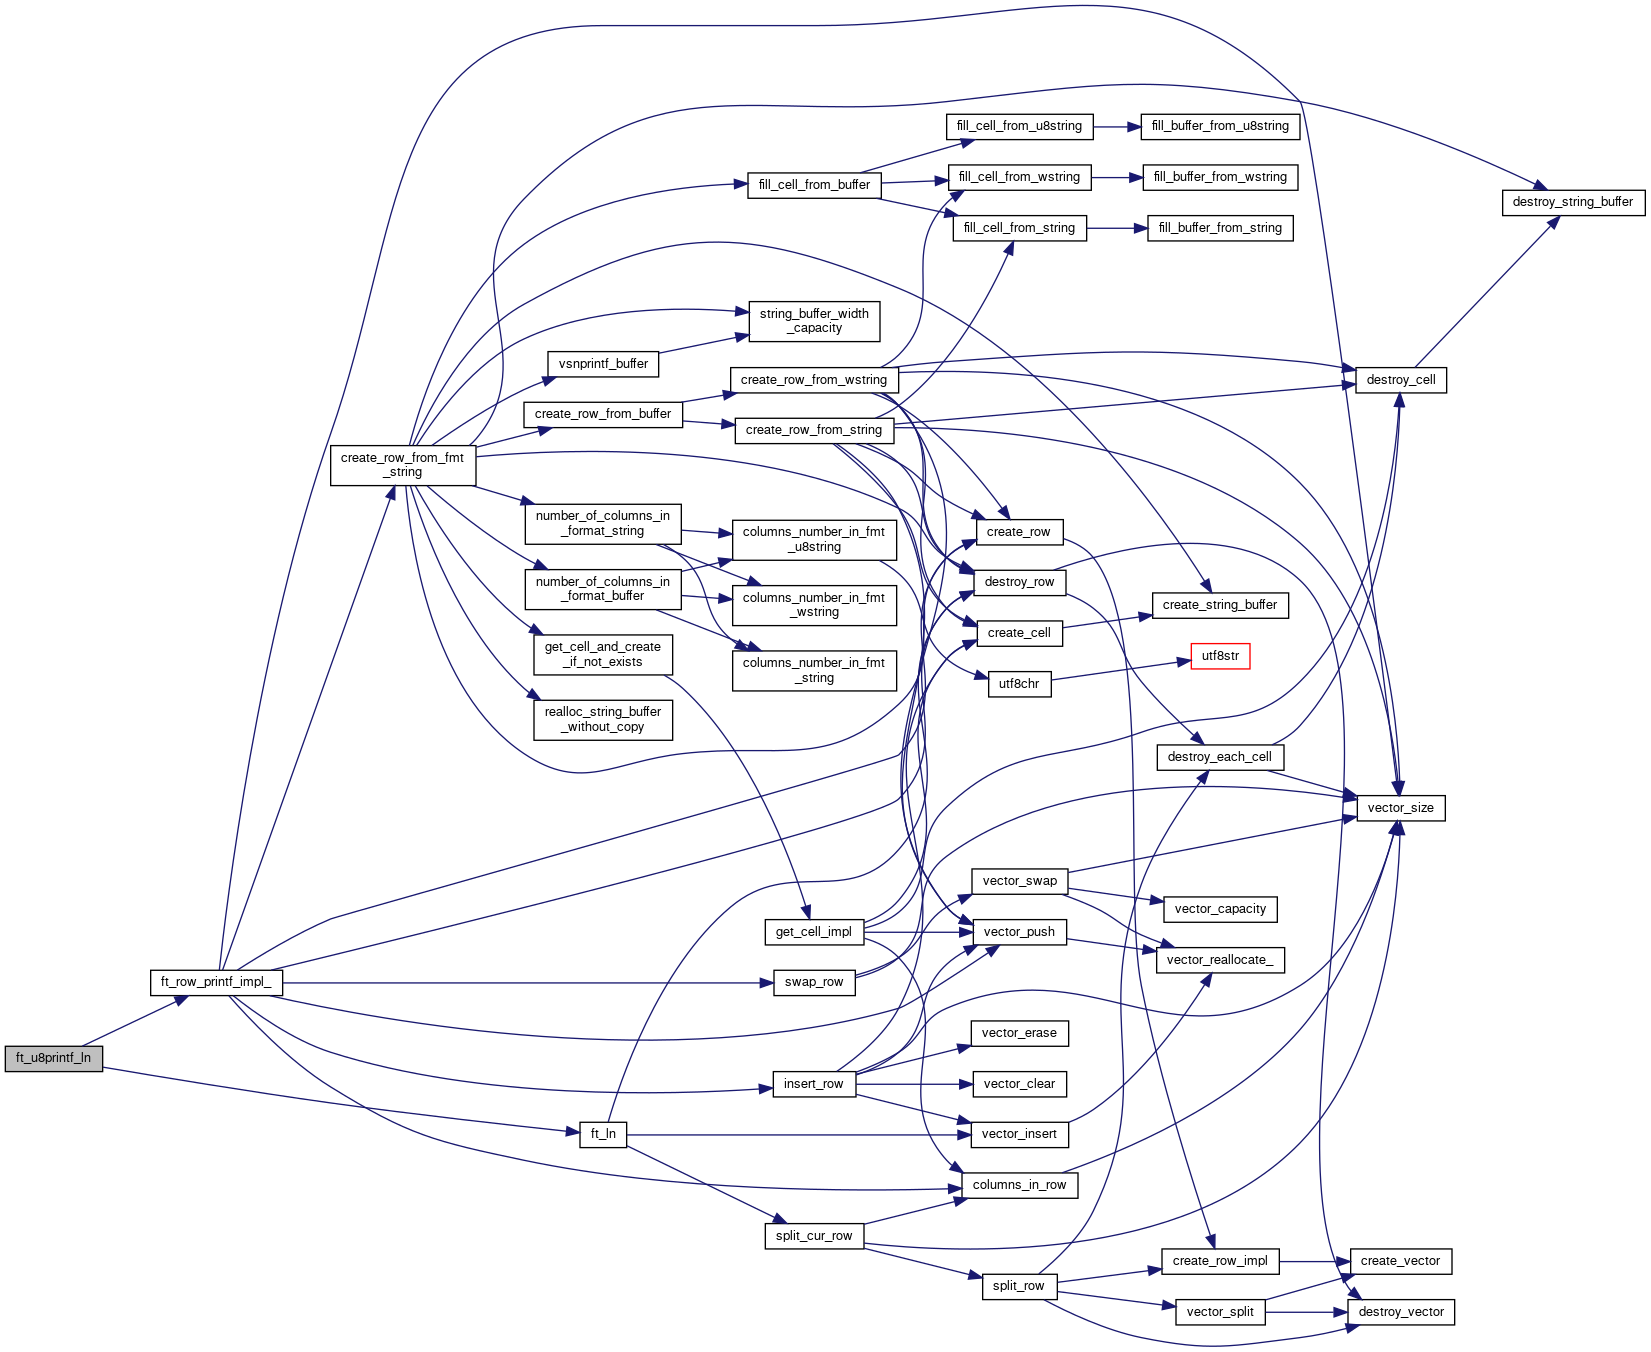 ft_u8printf_ln
ft_row_printf_impl_
ft_ln
create_row_from_fmt
_string
vsnprintf_buffer
create_row_from_buffer
number_of_columns_in
_format_string
number_of_columns_in
_format_buffer
get_cell_and_create
_if_not_exists
realloc_string_buffer
_without_copy
fill_cell_from_buffer
string_buffer_width
_capacity
create_row_from_wstring
create_row_from_string
columns_number_in_fmt
_u8string
columns_number_in_fmt
_wstring
columns_number_in_fmt
_string
get_cell_impl
swap_row
insert_row
split_cur_row
fill_cell_from_u8string
fill_cell_from_wstring
fill_cell_from_string
create_row
destroy_row
create_cell
utf8chr
vector_swap
vector_push
vector_erase
vector_clear
vector_insert
columns_in_row
split_row
fill_buffer_from_u8string
fill_buffer_from_wstring
fill_buffer_from_string
create_string_buffer
utf8str
destroy_each_cell
vector_capacity
vector_reallocate_
create_row_impl
vector_split
destroy_cell
vector_size
create_vector
destroy_vector
destroy_string_buffer